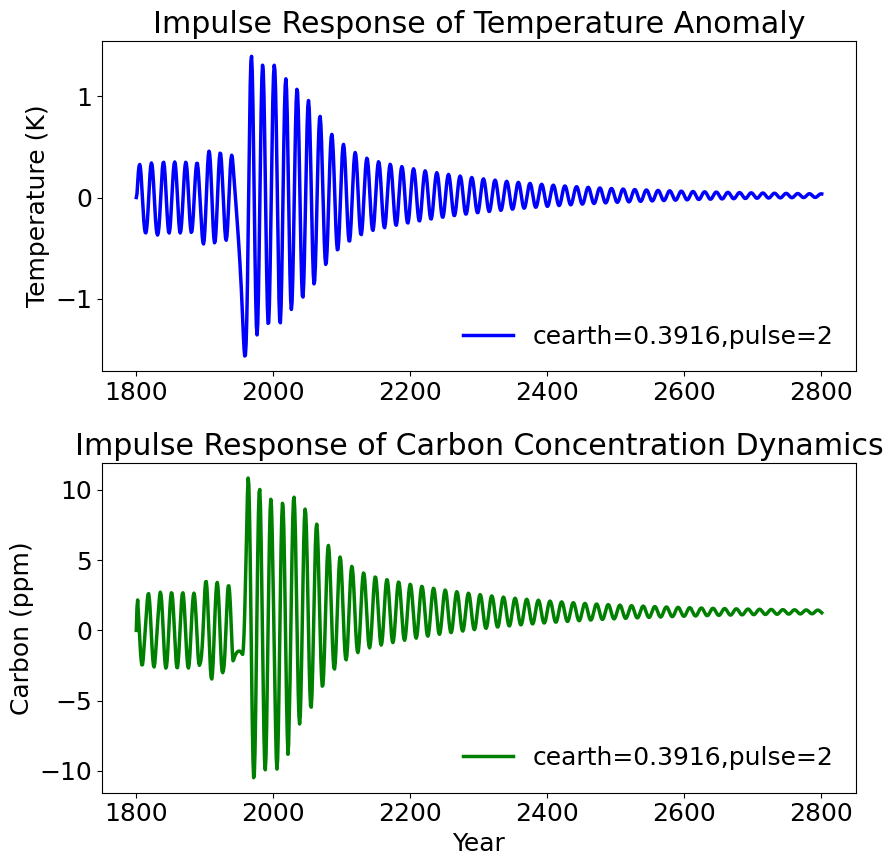 Impulse Response of Temperature Anomaly
Temperature (K)
1
0
−1
cearth=0.3916,pulse=2
1800 2000 2200 2400 2600 2800
Impulse Response of Carbon Concentration Dynamics
Carbon (ppm)
10
5
0
−5
−10
cearth=0.3916,pulse=2
1800 2000 2200 2400 2600 2800
Year